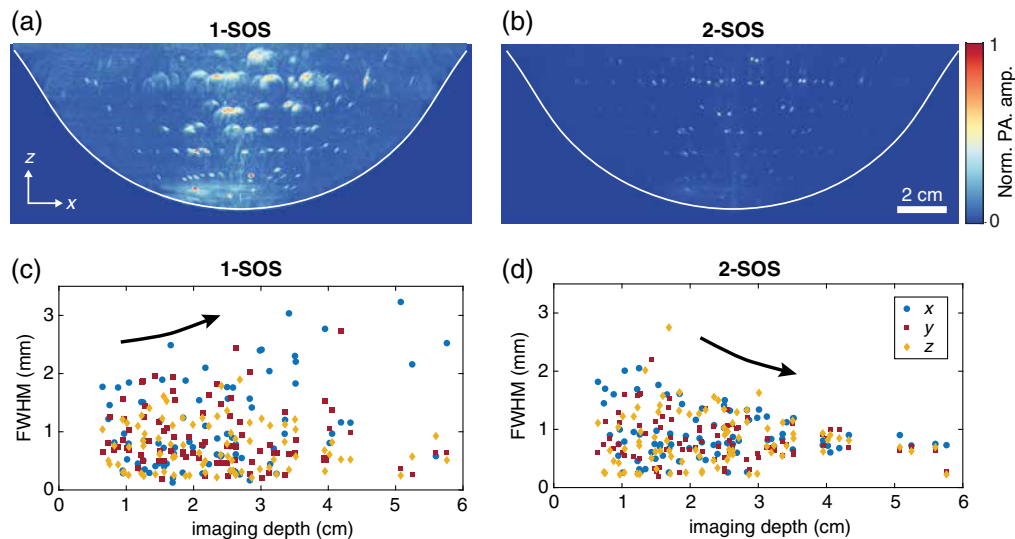 (a)
1-SOS
z
x
(b)
2-SOS
2 cm
1
0
Norm. PA. amp.
(c)
1-SOS
FWHM (mm)
3
2
1
0
0 1 2 3 4 5 6
imaging depth (cm)
(d)
2-SOS
x
y
z
FWHM (mm)
3
2
1
0
0 1 2 3 4 5 6
imaging depth (cm)